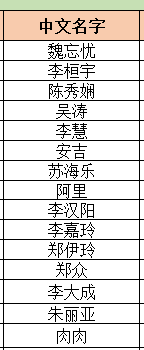 中文名字
魏忘忧
李桓宇
陈秀娴
吴涛
李慧
安吉
苏海乐
阿里
李汉阳
李嘉玲
郑伊玲
郑众
李大成
朱丽亚
肉肉